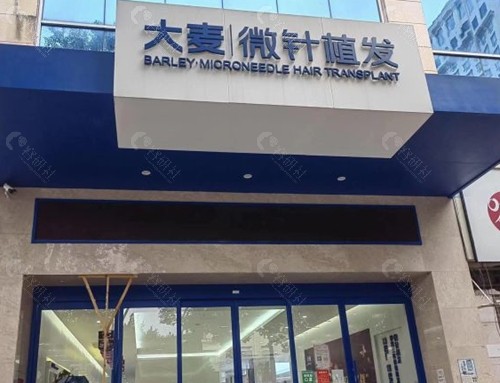 大麦|微针植发
BARLEY·MICRONEEDLE HAIR TRANSPLANT